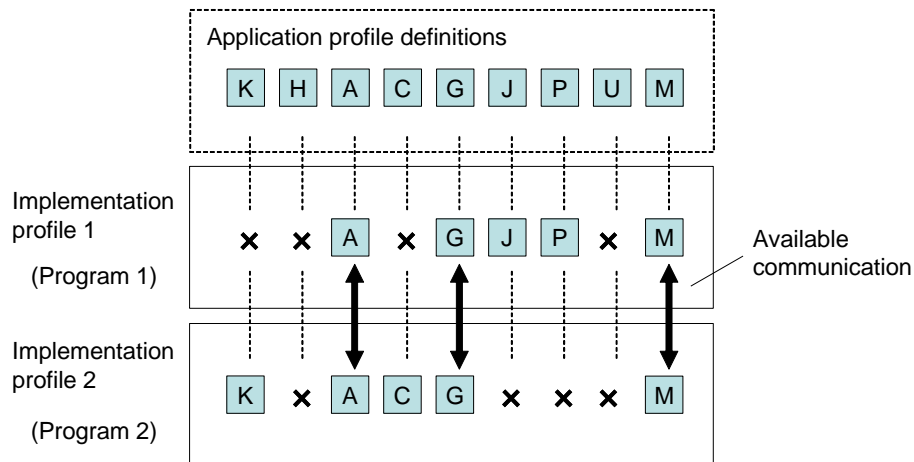 Application profile definitions
K H A C G J P U M
Implementation
profile 1
(Program 1)
A G J P M
Available
communication
Implementation
profile 2
(Program 2)
K A C G M